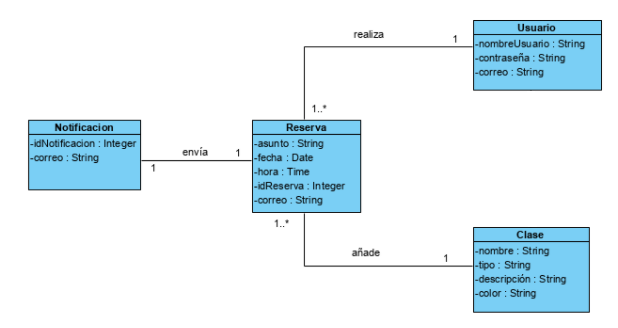 Usuario
-nombreUsuario : String
-contraseña : String
-correo : String
realiza
1
1..*
Notificacion
-idNotificacion : Integer
-correo : String
envía
1
1
Reserva
-asunto : String
-fecha : Date
-hora : Time
-idReserva : Integer
-correo : String
1..*
añade
1
Clase
-nombre : String
-tipo : String
-descripción : String
-color : String